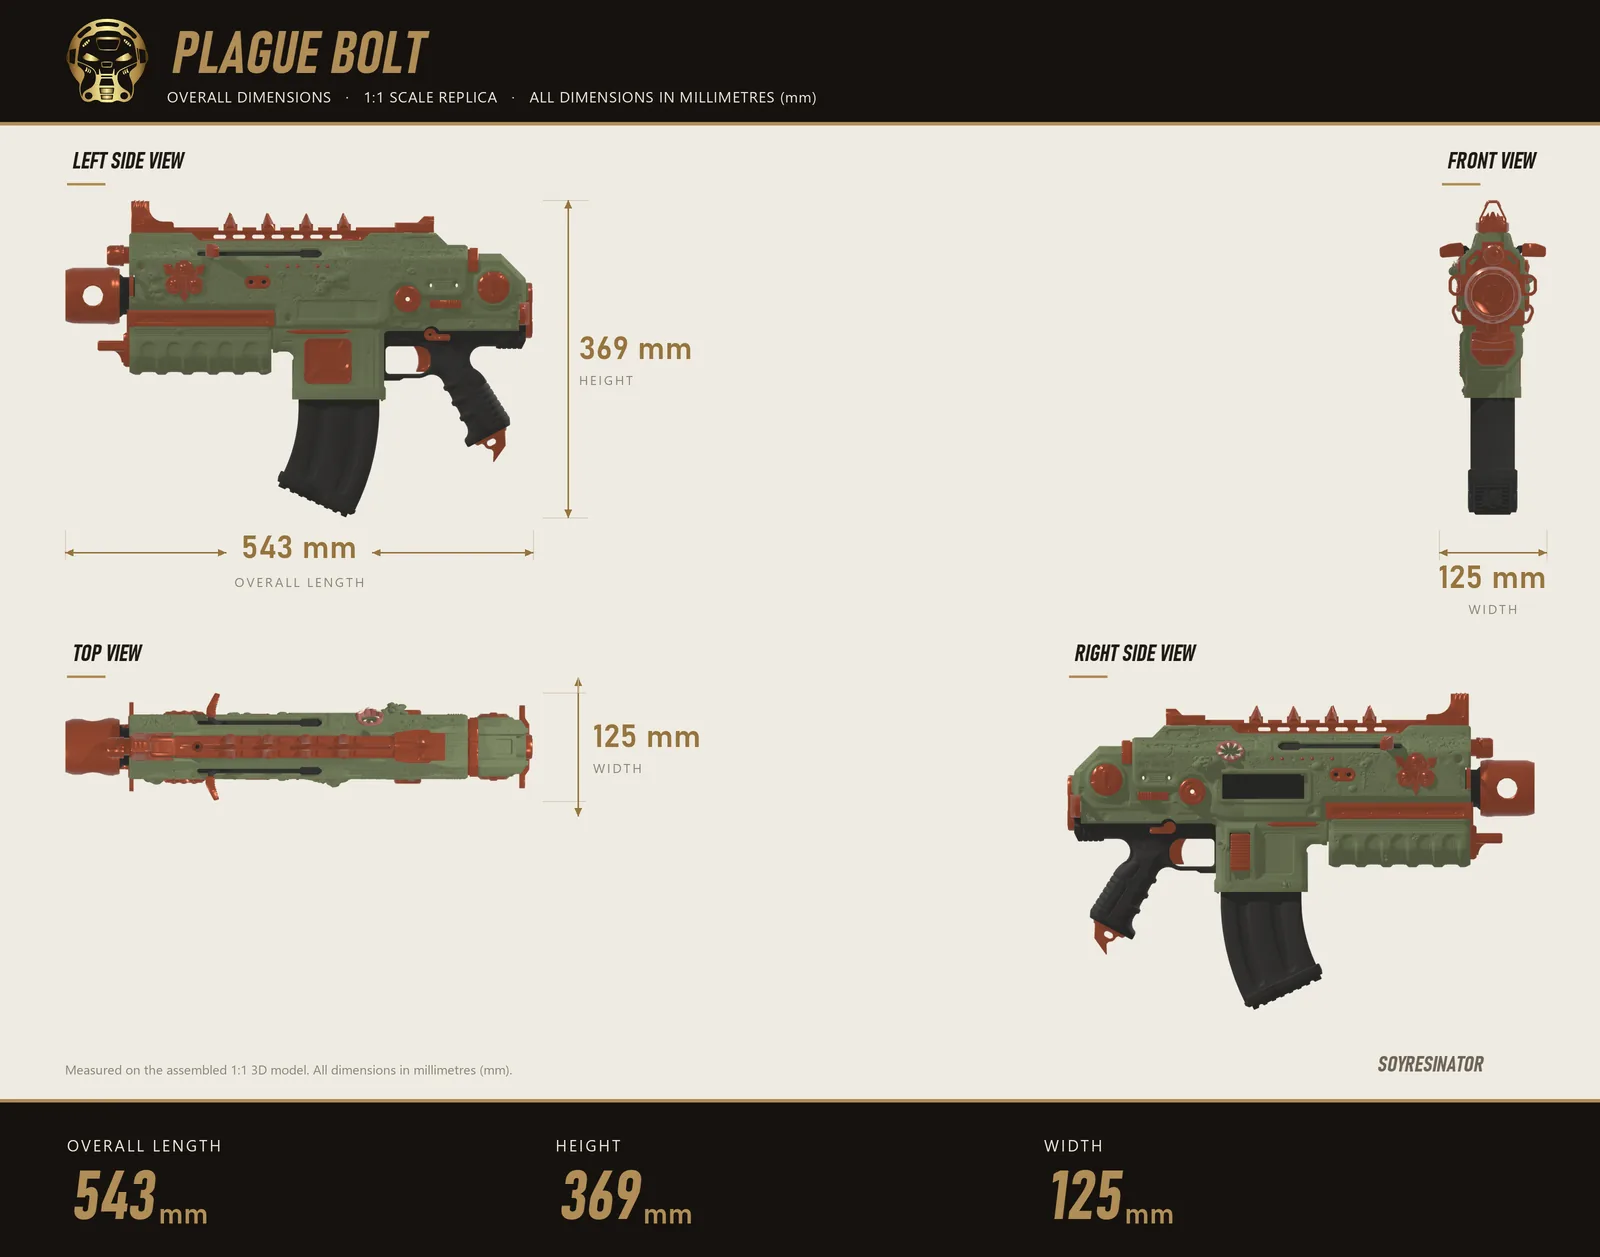 PLAGUE BOLT
OVERALL DIMENSIONS · 1:1 SCALE REPLICA · ALL DIMENSIONS IN MILLIMETRES (mm)
LEFT SIDE VIEW
FRONT VIEW
369 mm
HEIGHT
543 mm
OVERALL LENGTH
125 mm
WIDTH
TOP VIEW
RIGHT SIDE VIEW
125 mm
WIDTH
Measured on the assembled 1:1 3D model. All dimensions in millimetres (mm).
SOYRESINATOR
OVERALL LENGTH
543 mm
HEIGHT
369 mm
WIDTH
125 mm